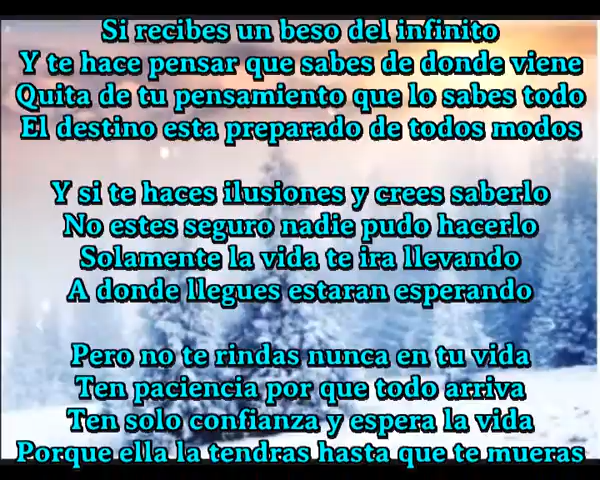 Si recibes un beso del infinito
Y te hace pensar que sabes de donde viene
Quita de tu pensamiento que lo sabes todo
El destino esta preparado de todos modos
Y si te haces ilusiones y crees saberlo
No estes seguro nadie pudo hacerlo
Solamente la vida te ira llevando
A donde llegues estaran esperando
Pero no te rindas nunca en tu vida
Ten paciencia por que todo arriva
Ten solo confianza y espera la vida
Porque ella la tendras hasta que te mueras